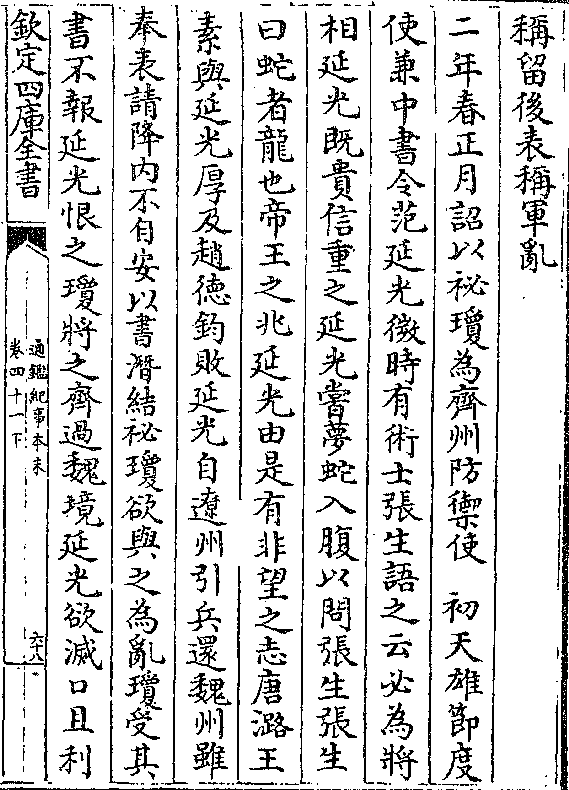 稱留後表稱軍亂
二年春正月詔以祕瓊為齊州防禦使　初天雄節度
使兼中書令范延光微時有術士張生語之云必為將
相延光既貴信重之延光嘗夢蛇入腹以問張生張生
曰蛇者龍也帝王之兆延光由是有非望之志唐潞王
素與延光厚及趙德鈞敗延光自遼州引兵還魏州雖
奉表請降内不自安以書潛結祕瓊欲與之為亂瓊受其
書不報延光恨之瓊將之齊過魏境延光欲滅口且利
欽定四庫全書
通鑑紀事本末
卷四十一下
六十八